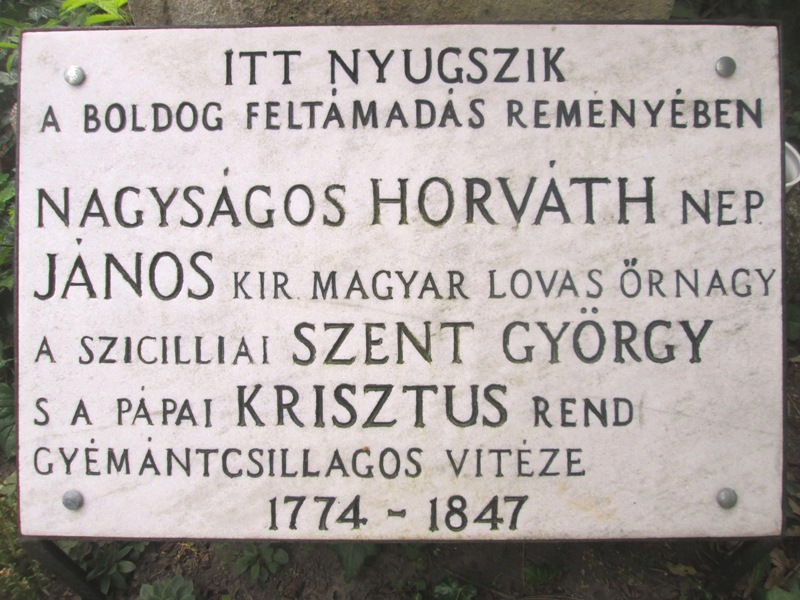 ITT NYUGSZIK
A BOLDOG FELTÁMADÁS REMÉNYÉBEN
NAGYSÁGOS HORVÁTH NEP.
JÁNOS KIR. MAGYAR LOVAS ŐRNAGY
A SZICILLIAI SZENT GYÖRGY
S A PÁPAI KRISZTUS REND
GYÉMÁNTCSILLAGOS VITÉZE
1774 - 1847